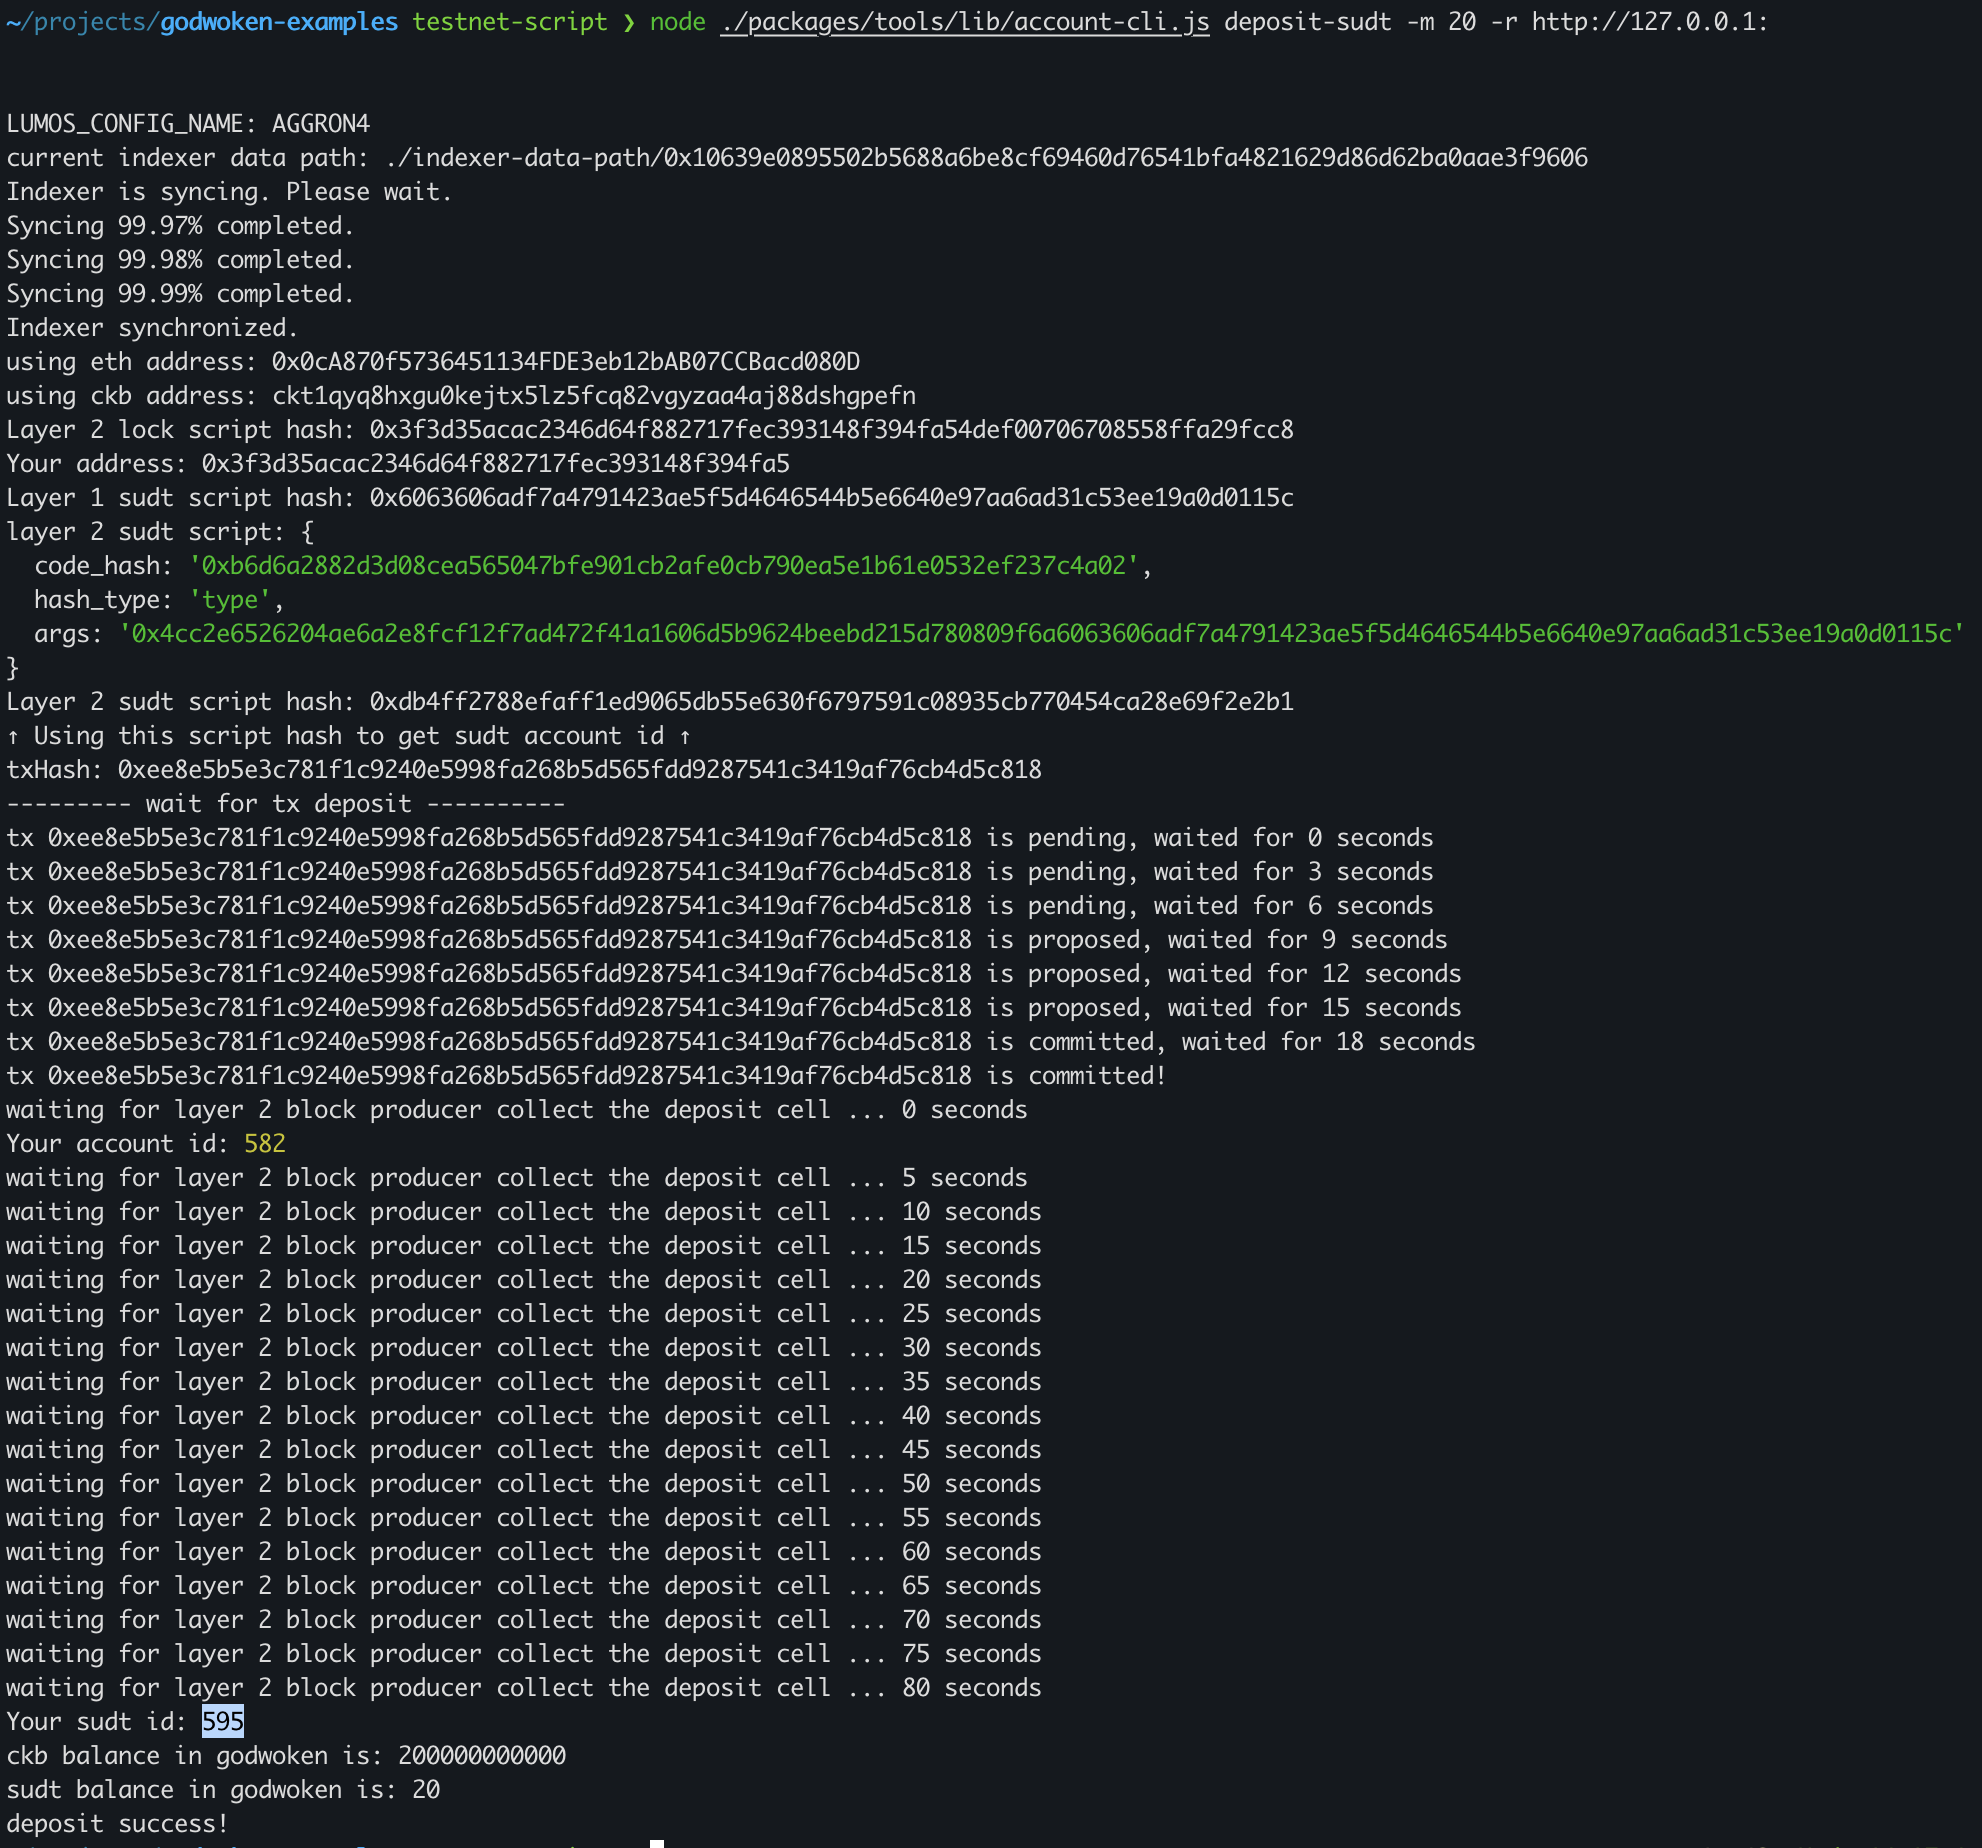 ~/projects/godwoken-examples testnet-script ❯ node ./packages/tools/lib/account-cli.js deposit-sudt -m 20 -r http://127.0.0.1:
LUMOS_CONFIG_NAME: AGGRON4
current indexer data path: ./indexer-data-path/0x10639e0895502b5688a6be8cf69460d76541bfa4821629d86d62ba0aae3f9606
Indexer is syncing. Please wait.
Syncing 99.97% completed.
Syncing 99.98% completed.
Syncing 99.99% completed.
Indexer synchronized.
using eth address: 0x0cA870f5736451134FDE3eb12bAB07CCBacd080D
using ckb address: ckt1qyq8hxgu0kejtx5lz5fcq82vgyzaa4aj88dshgpefn
Layer 2 lock script hash: 0x3f3d35acac2346d64f882717fec393148f394fa54def00706708558ffa29fcc8
Your address: 0x3f3d35acac2346d64f882717fec393148f394fa5
Layer 1 sudt script hash: 0x6063606adf7a4791423ae5f5d4646544b5e6640e97aa6ad31c53ee19a0d0115c
layer 2 sudt script: {
  code_hash: '0xb6d6a2882d3d08cea565047bfe901cb2afe0cb790ea5e1b61e0532ef237c4a02',
  hash_type: 'type',
  args: '0x4cc2e6526204ae6a2e8fcf12f7ad472f41a1606d5b9624beebd215d780809f6a6063606adf7a4791423ae5f5d4646544b5e6640e97aa6ad31c53ee19a0d0115c'
}
Layer 2 sudt script hash: 0xdb4ff2788efaff1ed9065db55e630f6797591c08935cb770454ca28e69f2e2b1
↑ Using this script hash to get sudt account id ↑
txHash: 0xee8e5b5e3c781f1c9240e5998fa268b5d565fdd9287541c3419af76cb4d5c818
--------- wait for tx deposit ----------
tx 0xee8e5b5e3c781f1c9240e5998fa268b5d565fdd9287541c3419af76cb4d5c818 is pending, waited for 0 seconds
tx 0xee8e5b5e3c781f1c9240e5998fa268b5d565fdd9287541c3419af76cb4d5c818 is pending, waited for 3 seconds
tx 0xee8e5b5e3c781f1c9240e5998fa268b5d565fdd9287541c3419af76cb4d5c818 is pending, waited for 6 seconds
tx 0xee8e5b5e3c781f1c9240e5998fa268b5d565fdd9287541c3419af76cb4d5c818 is proposed, waited for 9 seconds
tx 0xee8e5b5e3c781f1c9240e5998fa268b5d565fdd9287541c3419af76cb4d5c818 is proposed, waited for 12 seconds
tx 0xee8e5b5e3c781f1c9240e5998fa268b5d565fdd9287541c3419af76cb4d5c818 is proposed, waited for 15 seconds
tx 0xee8e5b5e3c781f1c9240e5998fa268b5d565fdd9287541c3419af76cb4d5c818 is committed, waited for 18 seconds
tx 0xee8e5b5e3c781f1c9240e5998fa268b5d565fdd9287541c3419af76cb4d5c818 is committed!
waiting for layer 2 block producer collect the deposit cell ... 0 seconds
Your account id: 582
waiting for layer 2 block producer collect the deposit cell ... 5 seconds
waiting for layer 2 block producer collect the deposit cell ... 10 seconds
waiting for layer 2 block producer collect the deposit cell ... 15 seconds
waiting for layer 2 block producer collect the deposit cell ... 20 seconds
waiting for layer 2 block producer collect the deposit cell ... 25 seconds
waiting for layer 2 block producer collect the deposit cell ... 30 seconds
waiting for layer 2 block producer collect the deposit cell ... 35 seconds
waiting for layer 2 block producer collect the deposit cell ... 40 seconds
waiting for layer 2 block producer collect the deposit cell ... 45 seconds
waiting for layer 2 block producer collect the deposit cell ... 50 seconds
waiting for layer 2 block producer collect the deposit cell ... 55 seconds
waiting for layer 2 block producer collect the deposit cell ... 60 seconds
waiting for layer 2 block producer collect the deposit cell ... 65 seconds
waiting for layer 2 block producer collect the deposit cell ... 70 seconds
waiting for layer 2 block producer collect the deposit cell ... 75 seconds
waiting for layer 2 block producer collect the deposit cell ... 80 seconds
Your sudt id: 595
ckb balance in godwoken is: 200000000000
sudt balance in godwoken is: 20
deposit success!